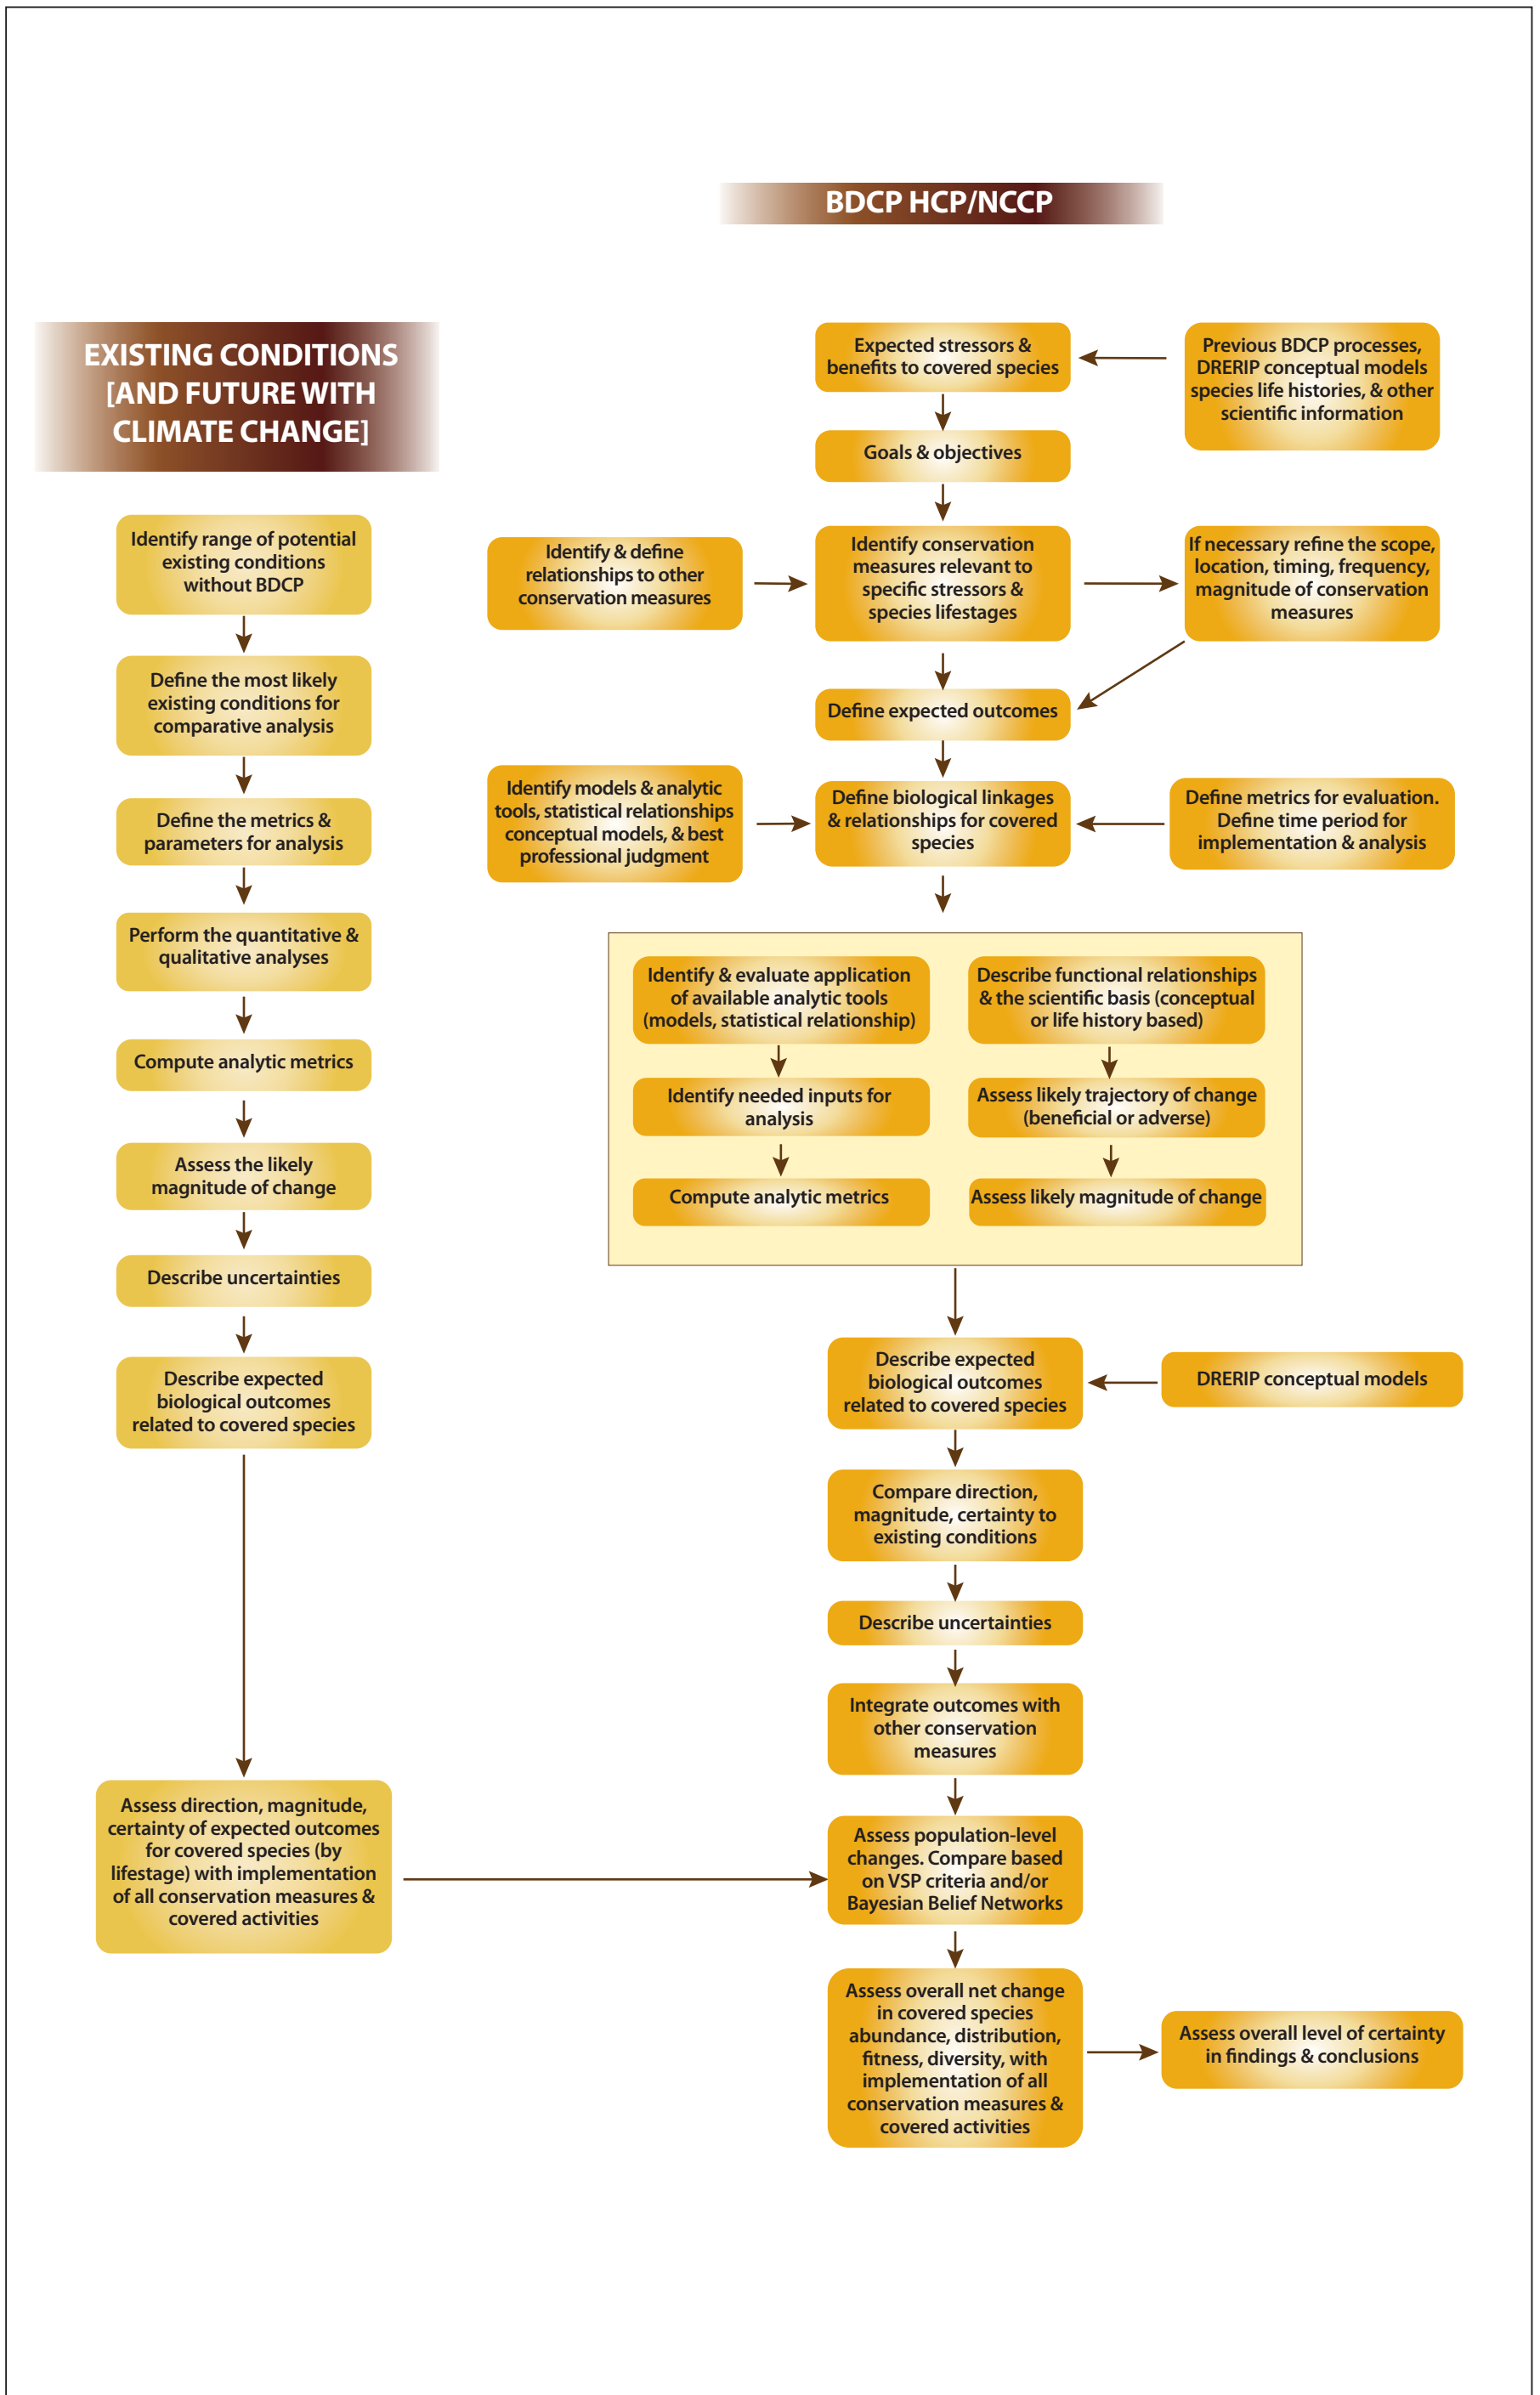 BDCP HCP/NCCP
EXISTING CONDITIONS
[AND FUTURE WITH
CLIMATE CHANGE]
Identify range of potential
existing conditions
without BDCP
Define the most likely
existing conditions for
comparative analysis
Define the metrics &
parameters for analysis
Perform the quantitative &
qualitative analyses
Compute analytic metrics
Assess the likely
magnitude of change
Describe uncertainties
Describe expected
biological outcomes
related to covered species
Assess direction, magnitude,
certainty of expected outcomes
for covered species (by
lifestage) with implementation
of all conservation measures &
covered activities
Expected stressors &
benefits to covered species
Previous BDCP processes,
DRERIP conceptual models
species life histories, & other
scientific information
Goals & objectives
Identify & define
relationships to other
conservation measures
Identify conservation
measures relevant to
specific stressors &
species lifestages
If necessary refine the scope,
location, timing, frequency,
magnitude of conservation
measures
Define expected outcomes
Identify models & analytic
tools, statistical relationships
conceptual models, & best
professional judgment
Define biological linkages
& relationships for covered
species
Define metrics for evaluation.
Define time period for
implementation & analysis
Identify & evaluate application
of available analytic tools
(models, statistical relationship)
Identify needed inputs for
analysis
Compute analytic metrics
Describe functional relationships
& the scientific basis (conceptual
or life history based)
Assess likely trajectory of change
(beneficial or adverse)
Assess likely magnitude of change
Describe expected
biological outcomes
related to covered species
DRERIP conceptual models
Compare direction,
magnitude, certainty to
existing conditions
Describe uncertainties
Integrate outcomes with
other conservation
measures
Assess population-level
changes. Compare based
on VSP criteria and/or
Bayesian Belief Networks
Assess overall net change
in covered species
abundance, distribution,
fitness, diversity, with
implementation of all
conservation measures &
covered activities
Assess overall level of certainty
in findings & conclusions